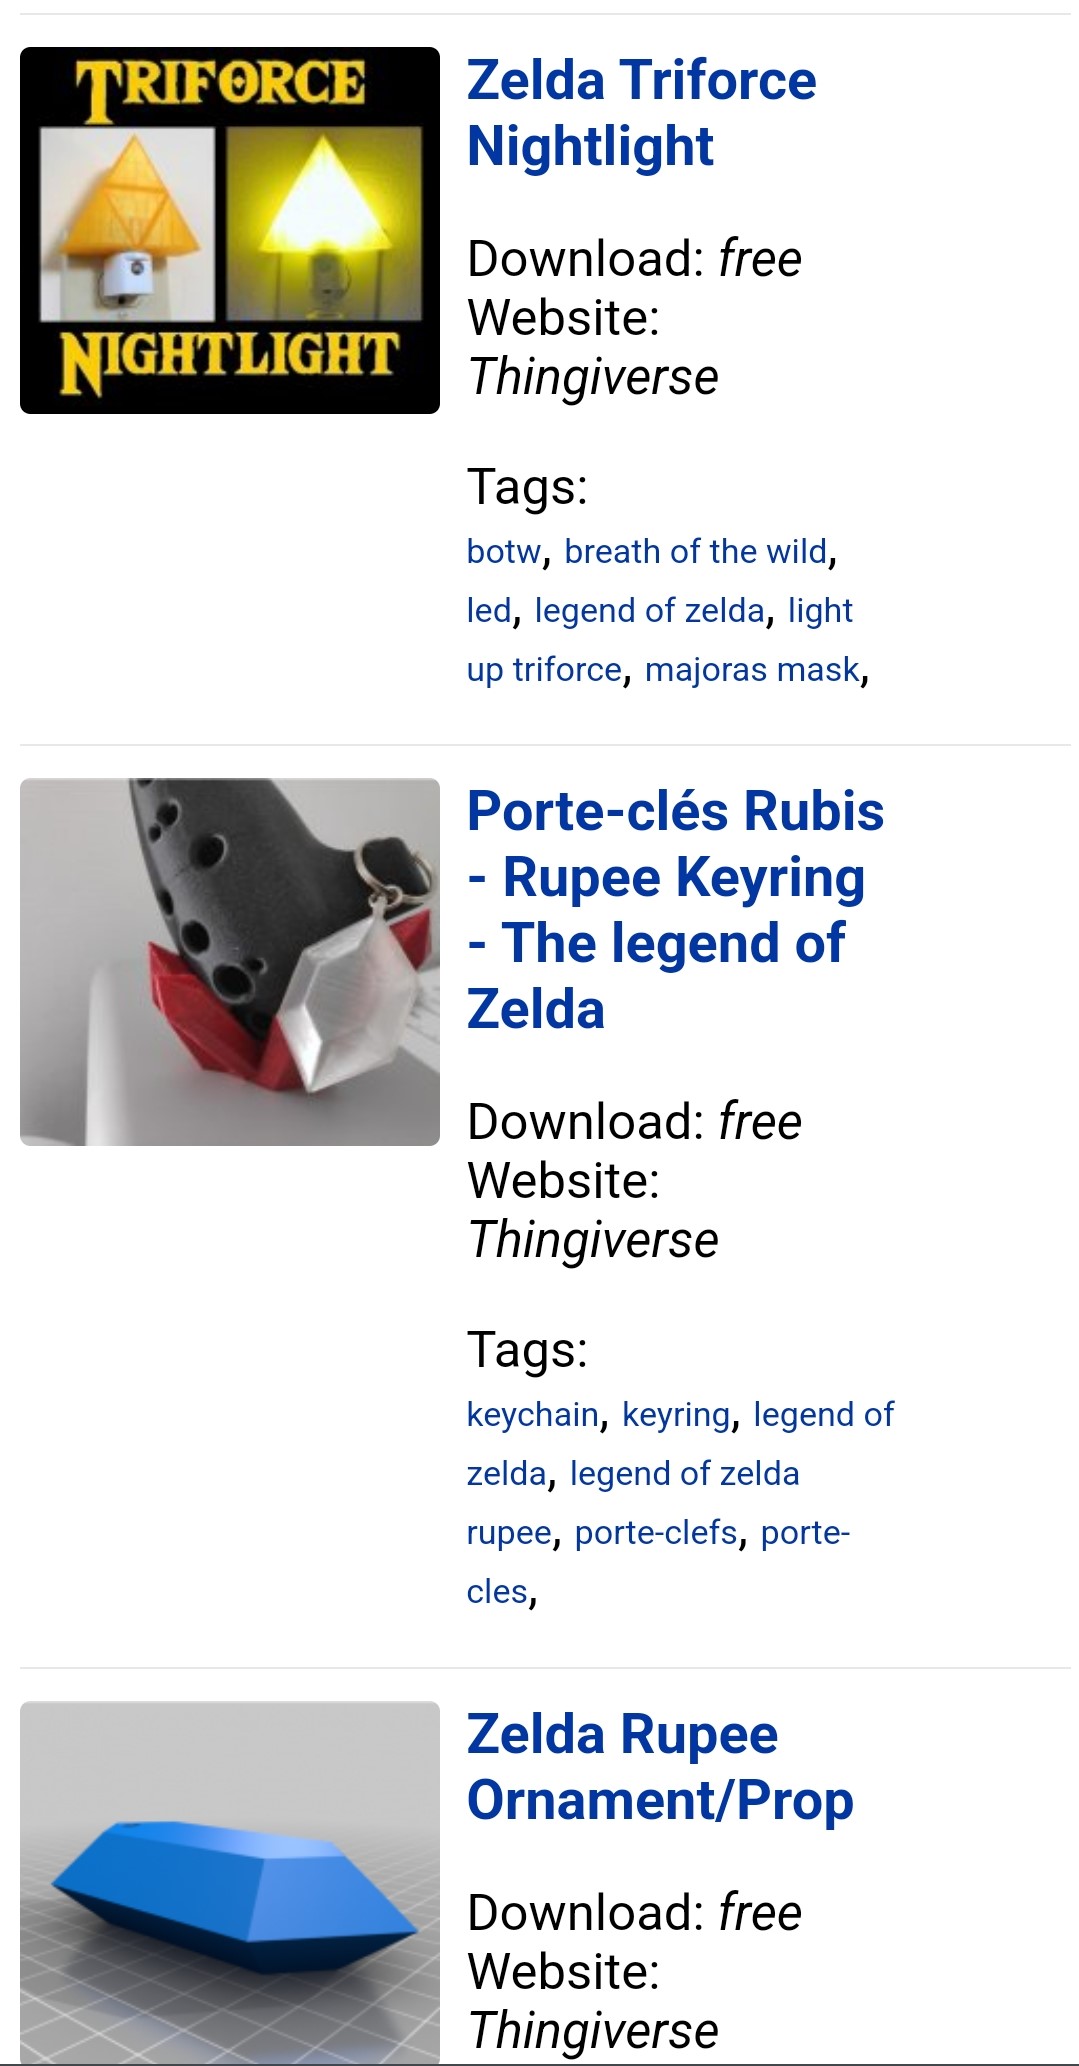 TRIFORCE
NIGHTLIGHT
Zelda Triforce
Nightlight
Download: free
Website:
Thingiverse
Tags:
botw, breath of the wild,
led, legend of zelda, light
up triforce, majoras mask,
Porte-clés Rubis
- Rupee Keyring
- The legend of
Zelda
Download: free
Website:
Thingiverse
Tags:
keychain, keyring, legend of
zelda, legend of zelda
rupee, porte-clefs, porte-
cles,
Zelda Rupee
Ornament/Prop
Download: free
Website:
Thingiverse